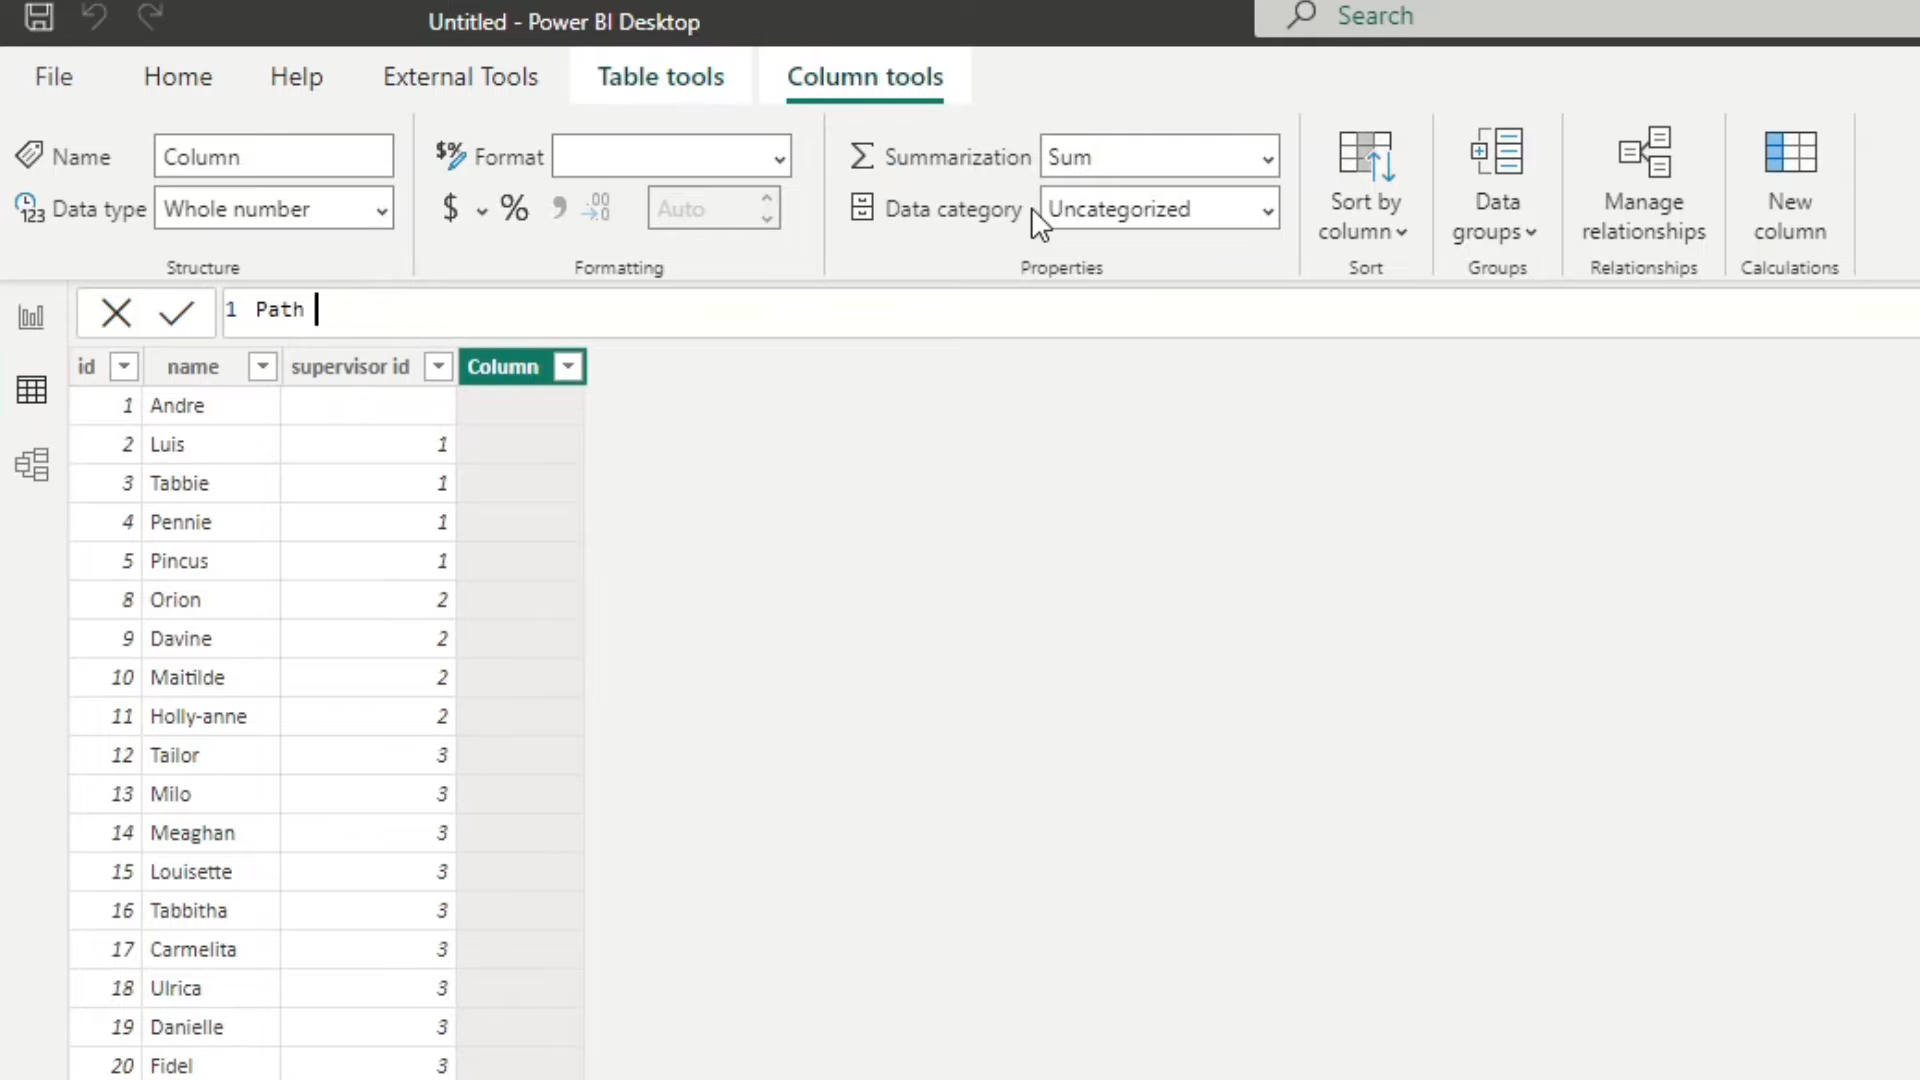 Untitled - Power BI Desktop
Search
File Home Help External Tools Table tools Column tools
Name Column
$% Format
Summarization Sum
123 Data type Whole number
$ % , .00 Auto
Data category Uncategorized
Sort by column
Data groups
Manage relationships
New column
Structure Formatting Properties Sort Groups Relationships Calculations
1 Path
id name supervisor id Column
1 Andre
2 Luis 1
3 Tabbie 1
4 Pennie 1
5 Pincus 1
8 Orion 2
9 Davine 2
10 Maitilde 2
11 Holly-anne 2
12 Tailor 3
13 Milo 3
14 Meaghan 3
15 Louisette 3
16 Tabbitha 3
17 Carmelita 3
18 Ulrica 3
19 Danielle 3
20 Fidel 3